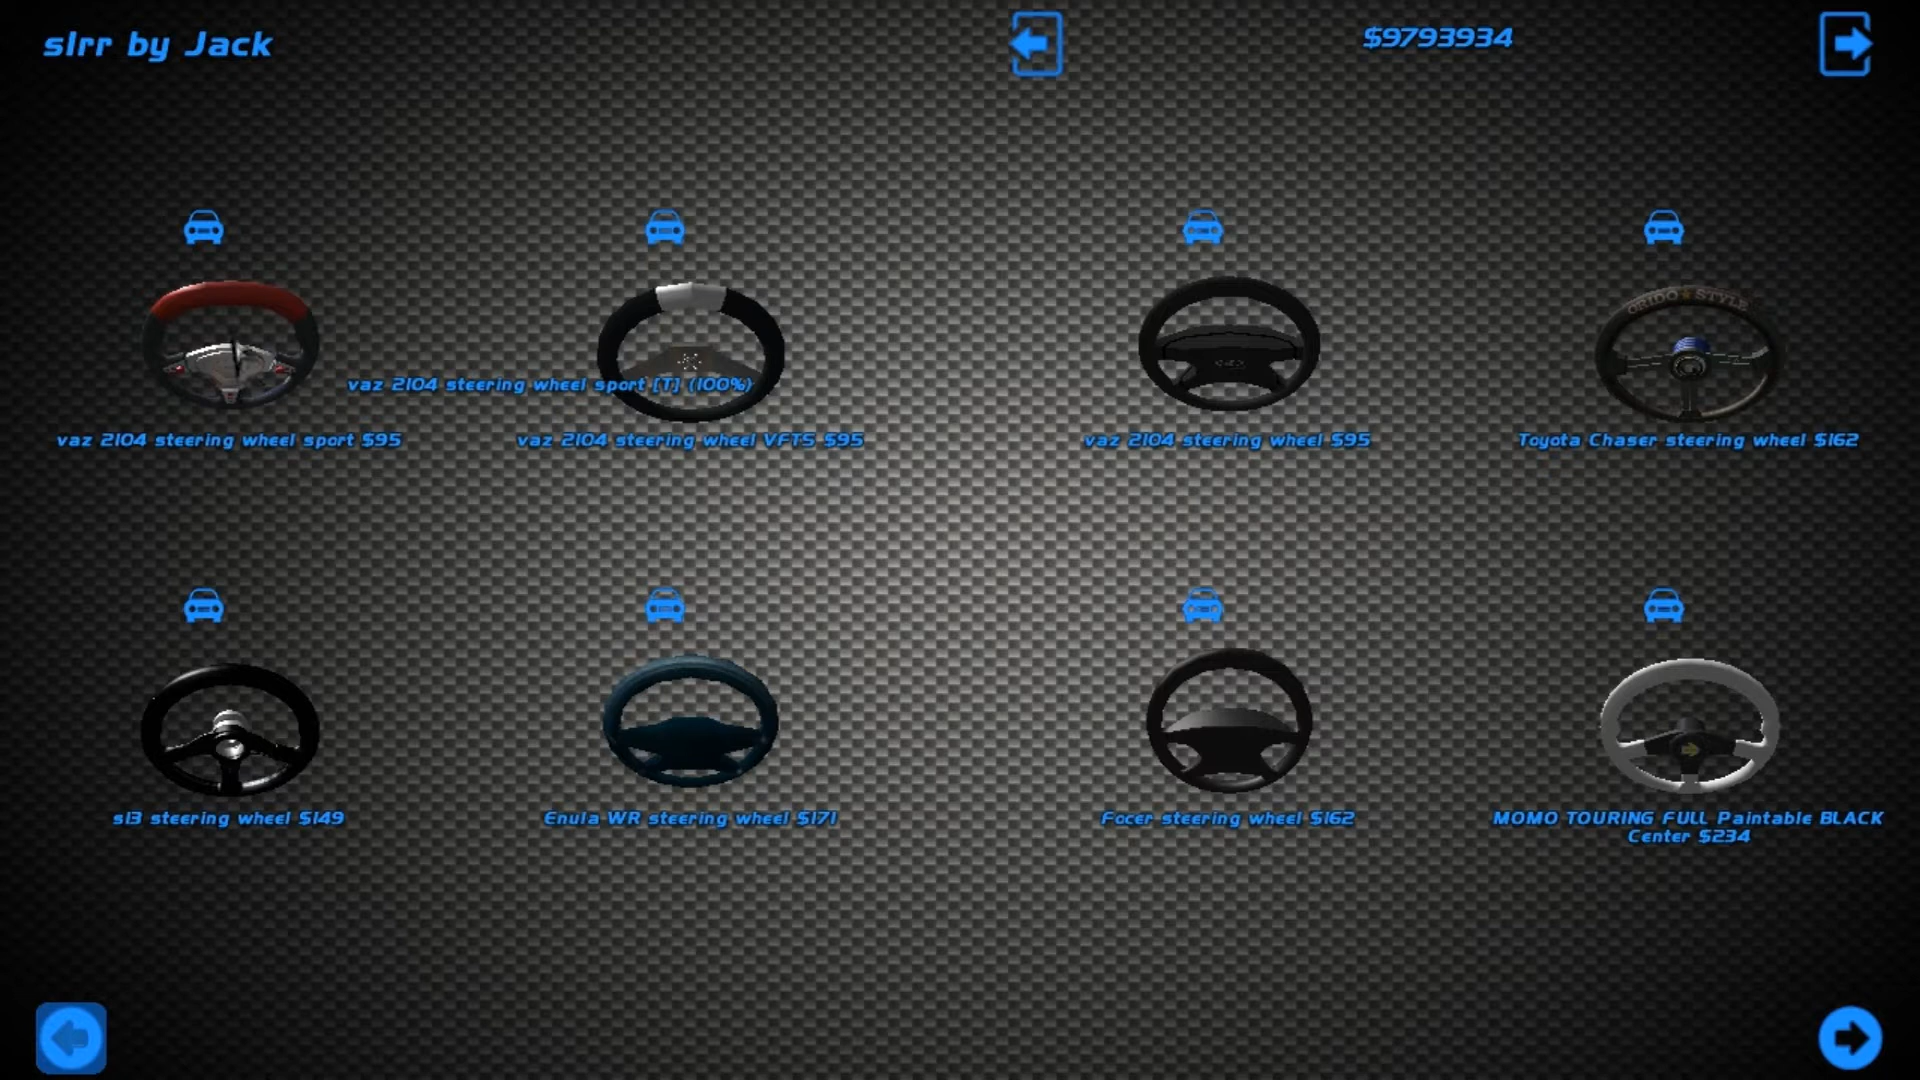 slrr by Jack
$9793934
ORIDO STYLE
vaz 2104 steering wheel sport [T] (100%)
vaz 2104 steering wheel sport $95
vaz 2104 steering wheel VFTS $95
vaz 2104 steering wheel $95
Toyota Chaser steering wheel $162
s13 steering wheel $149
Enula WR steering wheel $171
Focer steering wheel $162
MOMO TOURING FULL Paintable BLACK
Center $234